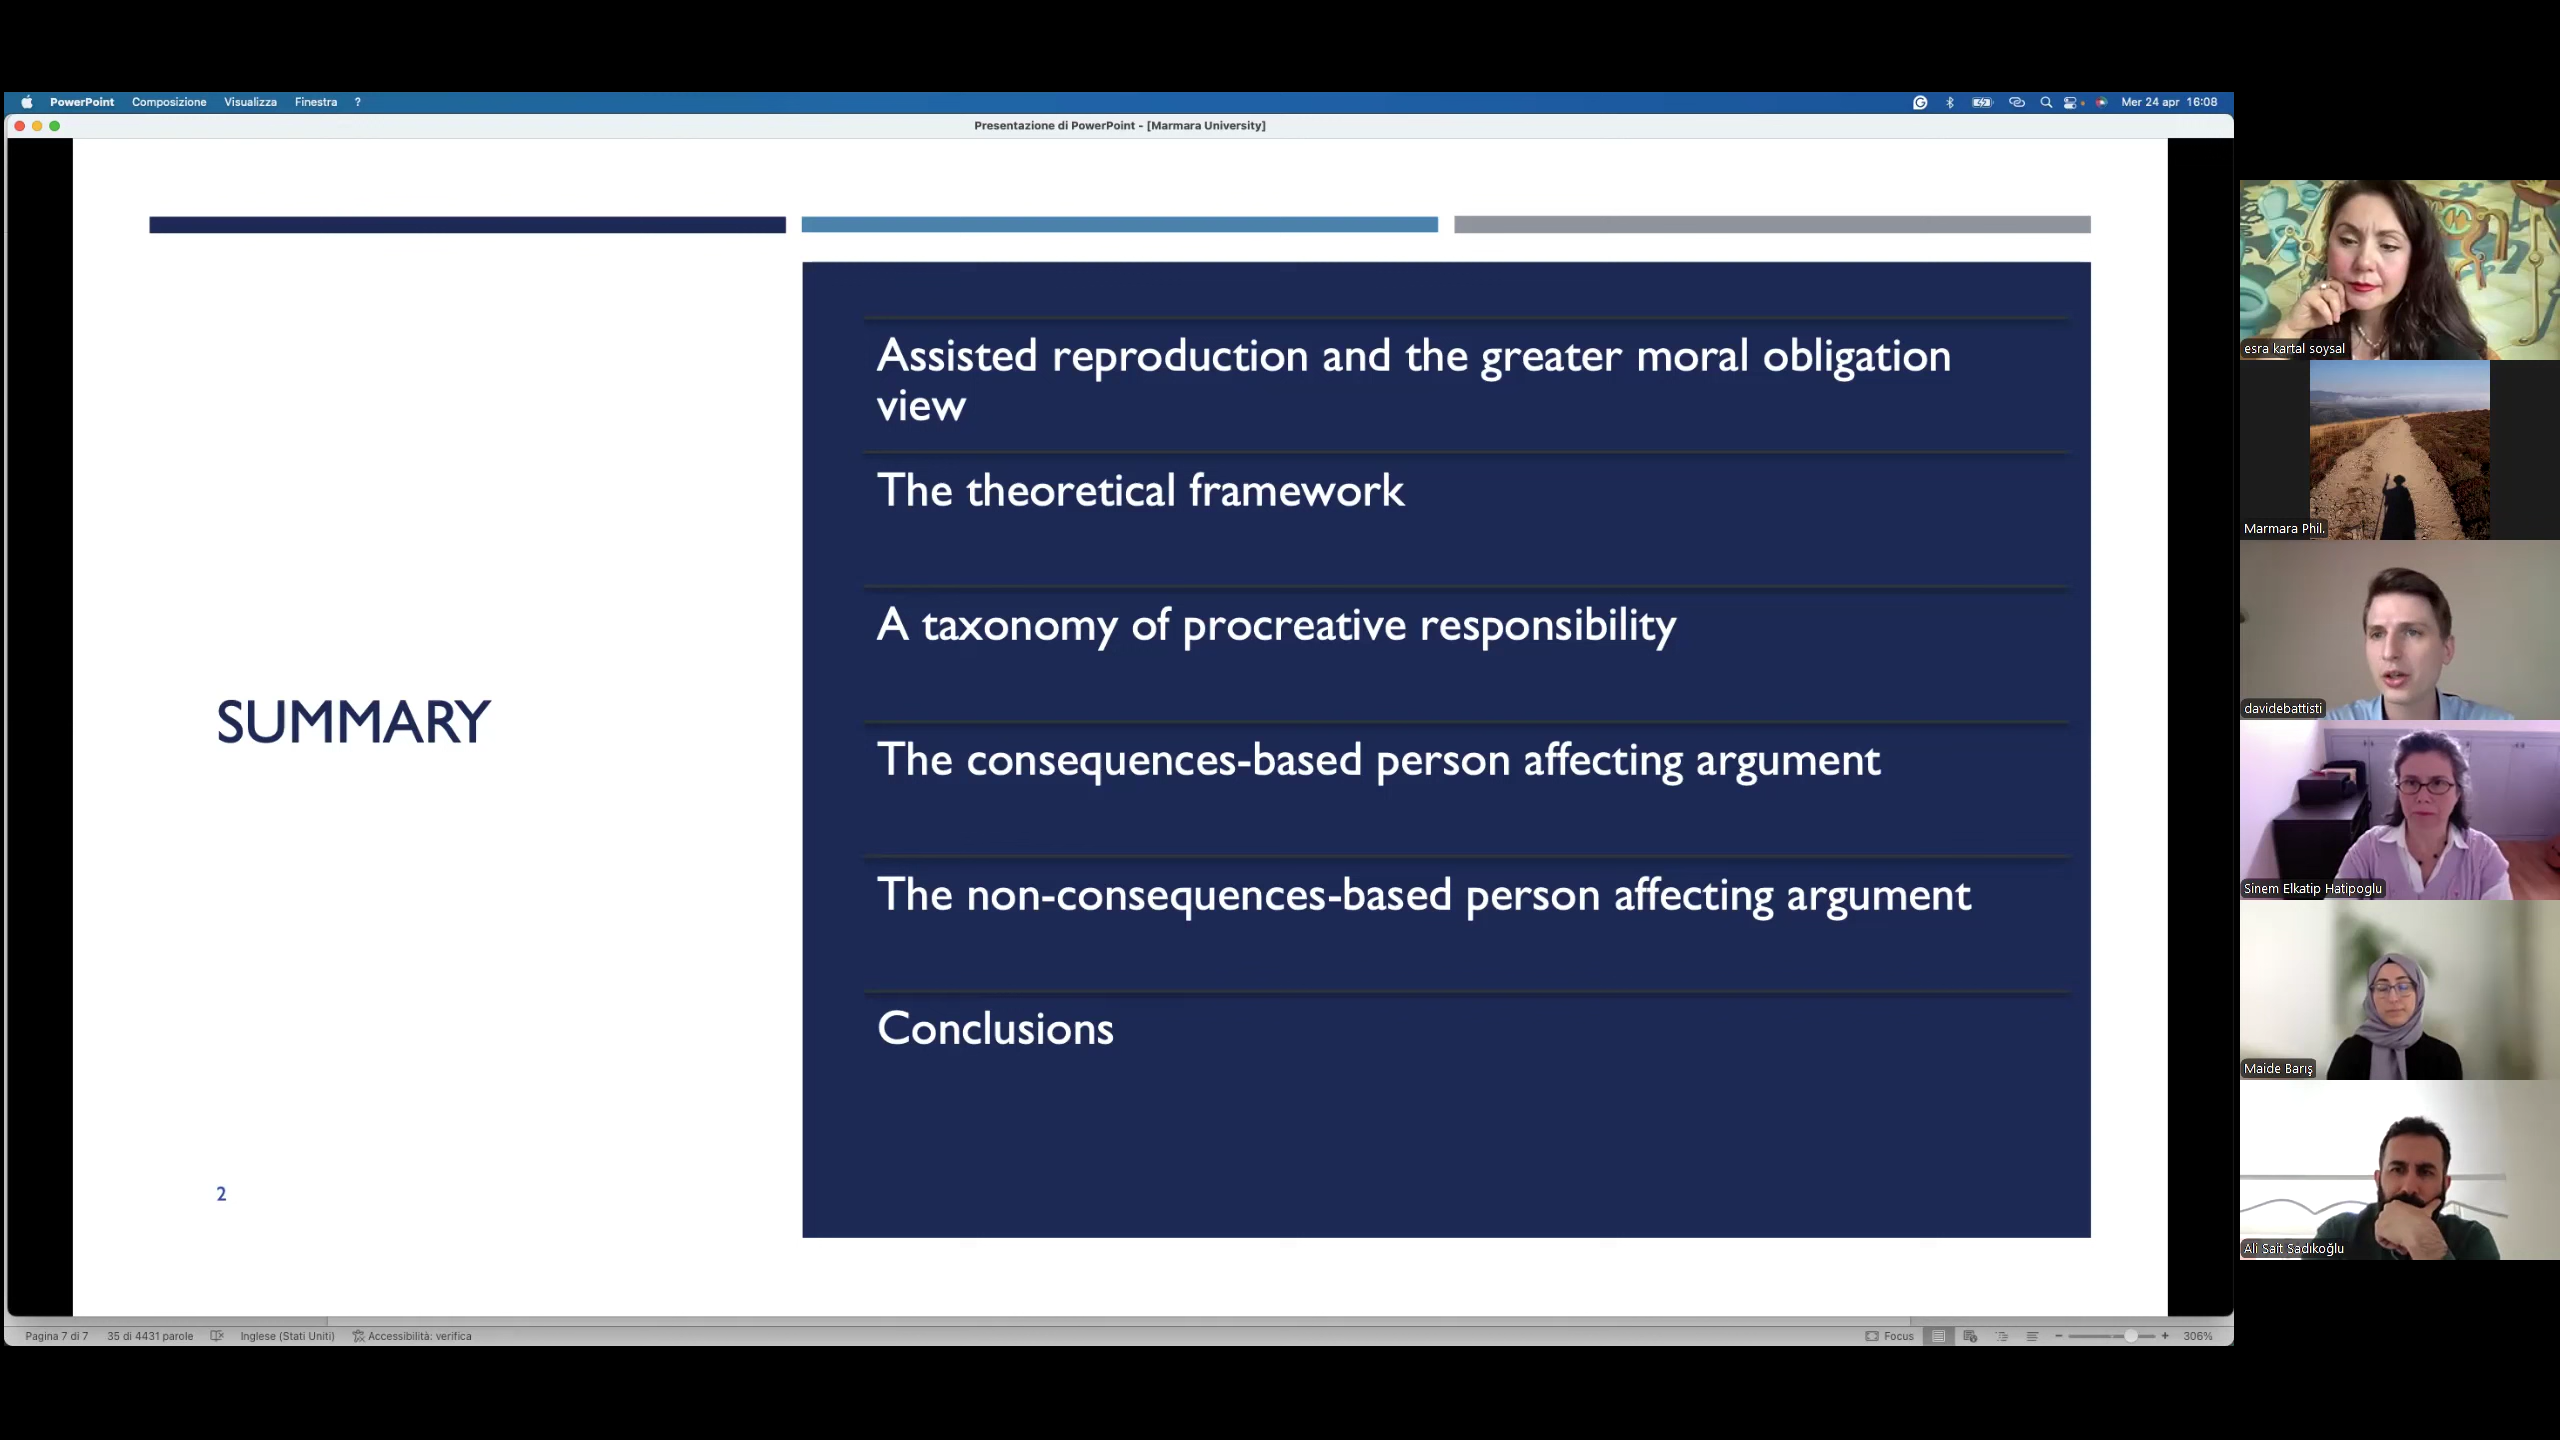 PowerPoint Composizione Visualizza Finestra ? Mer 24 apr 16:08
Presentazione di PowerPoint - [Marmara University]
SUMMARY
Assisted reproduction and the greater moral obligation
view
The theoretical framework
A taxonomy of procreative responsibility
The consequences-based person affecting argument
The non-consequences-based person affecting argument
Conclusions
2
Pagina 7 di 7 35 di 4431 parole Inglese (Stati Uniti) Accessibilità: verifica Focus 306%
esra kartal soysal
Marmara Phil.
davidebattisti
Sinem Elkatip Hatipoglu
Maide Barış
Ali Sait Sadıkoğlu